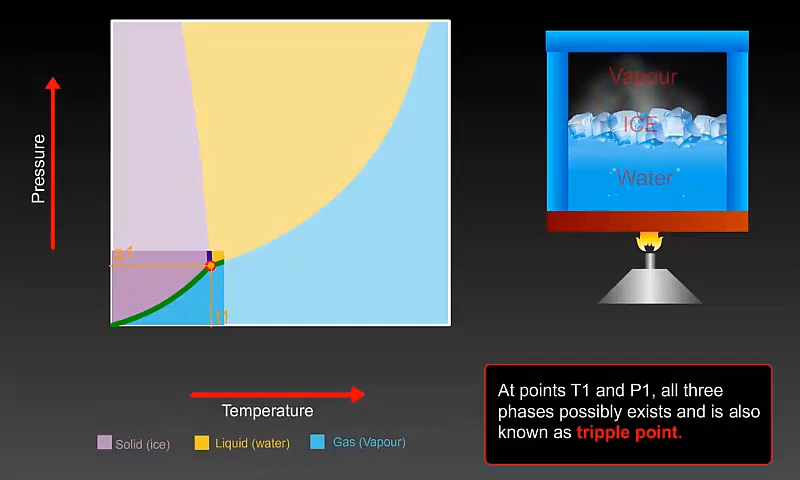 Pressure
p1
t1
Temperature
Solid (ice)
Liquid (water)
Gas (Vapour)
Vapour
ICE
Water
At points T1 and P1, all three
phases possibly exists and is also
known as tripple point.